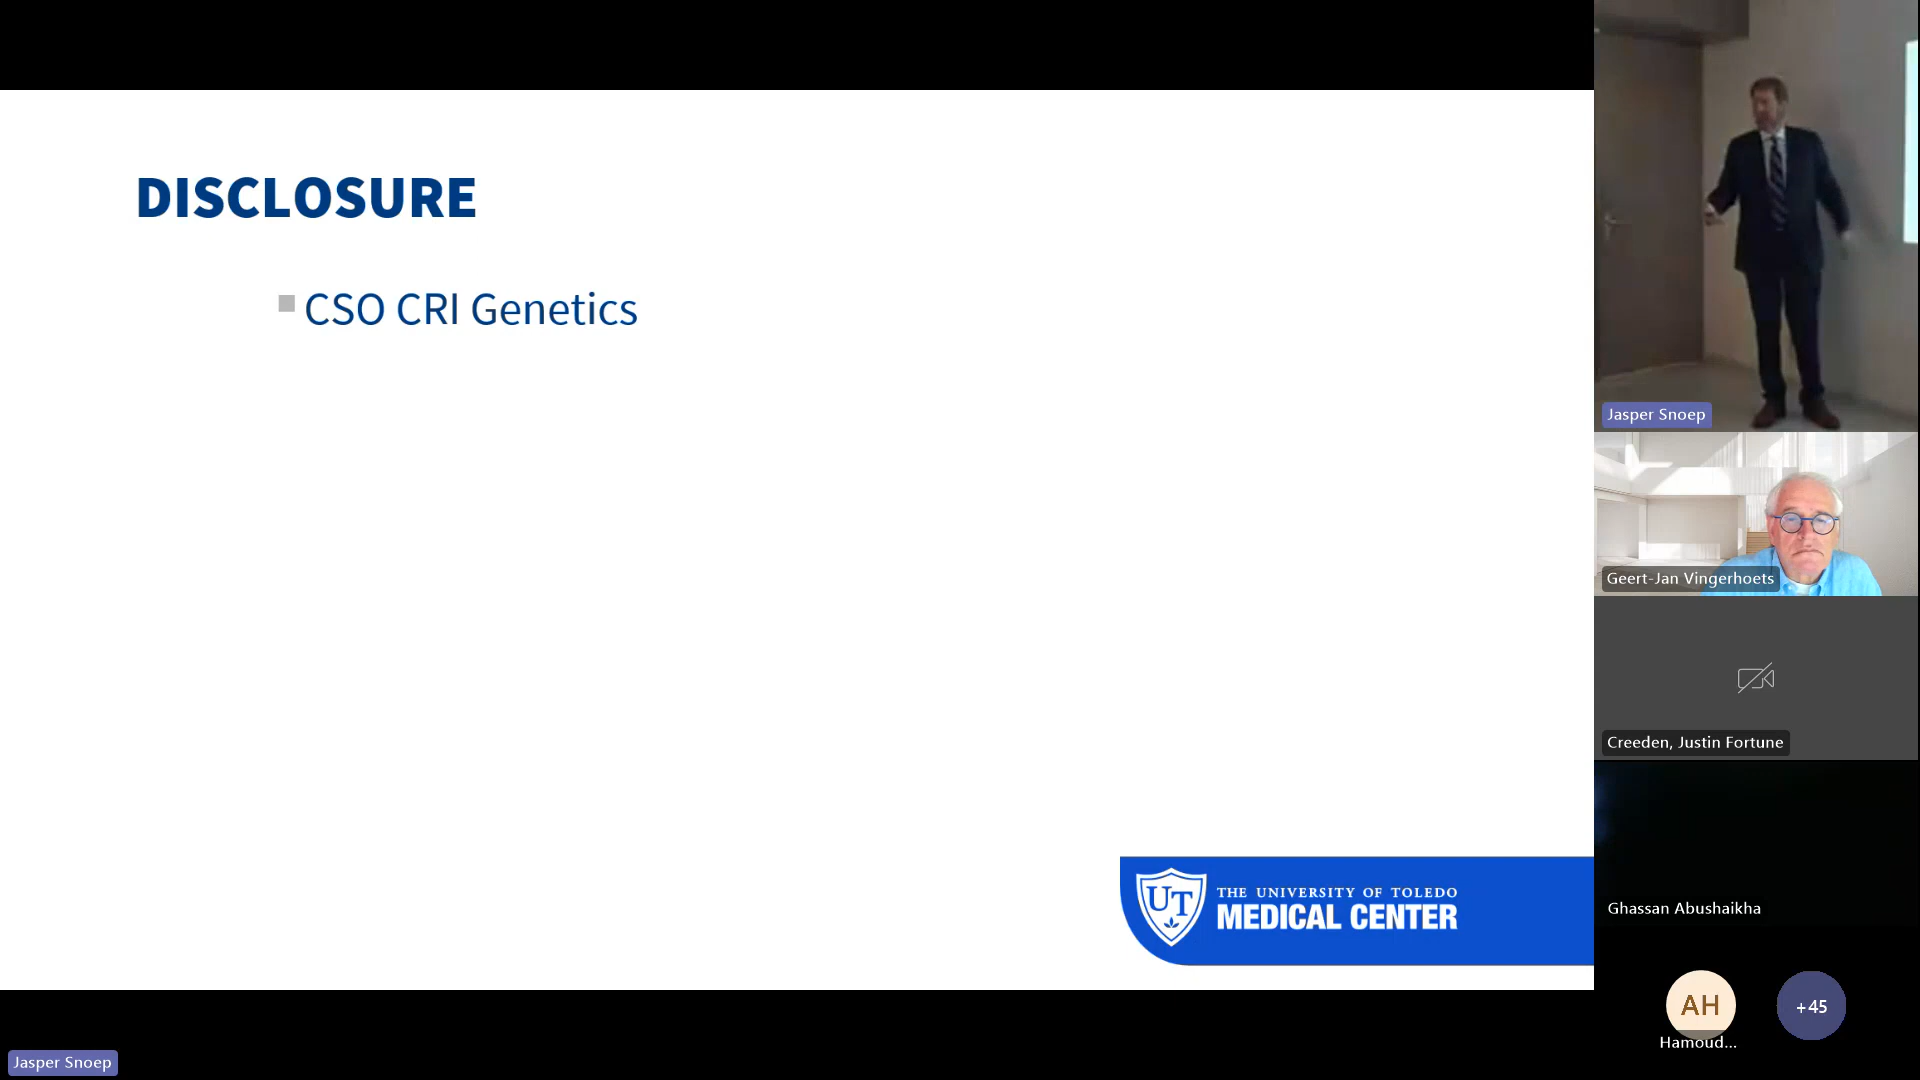 DISCLOSURE
CSO CRI Genetics
UT
THE UNIVERSITY OF TOLEDO
MEDICAL CENTER
Jasper Snoep
Jasper Snoep
Geert-Jan Vingerhoets
Creeden, Justin Fortune
Ghassan Abushaikha
AH
Hamoud...
+45